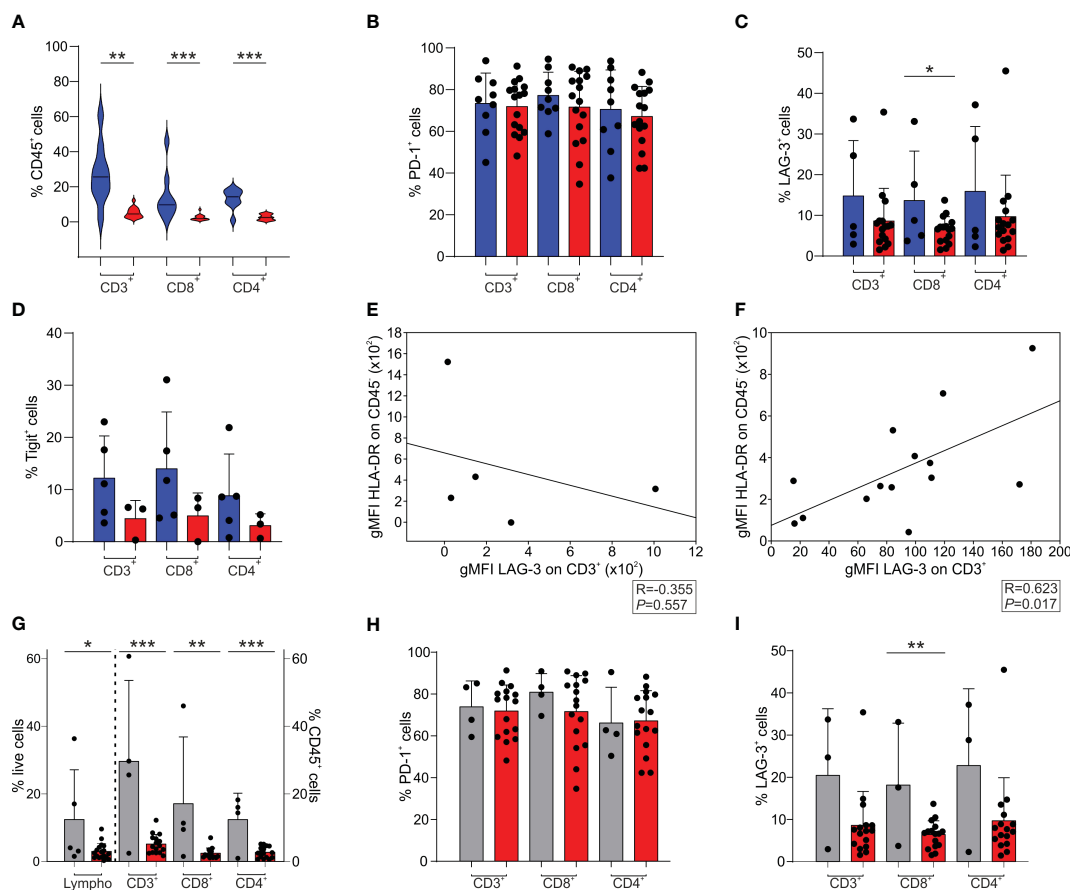 A
B
C
** *** ***
100
80
60
40
20
0
% CD45+ cells
CD3+ CD8+ CD4+
100
80
60
40
20
0
% PD-1+ cells
CD3+ CD8+ CD4+
*
50
40
30
20
10
0
% LAG-3+ cells
CD3+ CD8+ CD4+
D
E
F
40
30
20
10
0
% Tigit+ cells
CD3+ CD8+ CD4+
18
16
14
12
8
6
4
2
0
gMFI HLA-DR on CD45- (x10²)
0 2 4 6 8 10 12
gMFI LAG-3 on CD3+ (x10²)
R=-0.355
P=0.557
10
8
6
4
2
0
gMFI HLA-DR on CD45- (x10²)
0 20 40 60 80 100 120 140 160 180 200
gMFI LAG-3 on CD3+
R=0.623
P=0.017
G
H
I
* *** ** ***
60
40
20
0
% live cells
60
40
20
0
% CD45+ cells
Lympho CD3+ CD8+ CD4+
100
80
60
40
20
0
% PD-1+ cells
CD3+ CD8+ CD4+
**
50
40
30
20
10
0
% LAG-3+ cells
CD3+ CD8+ CD4+